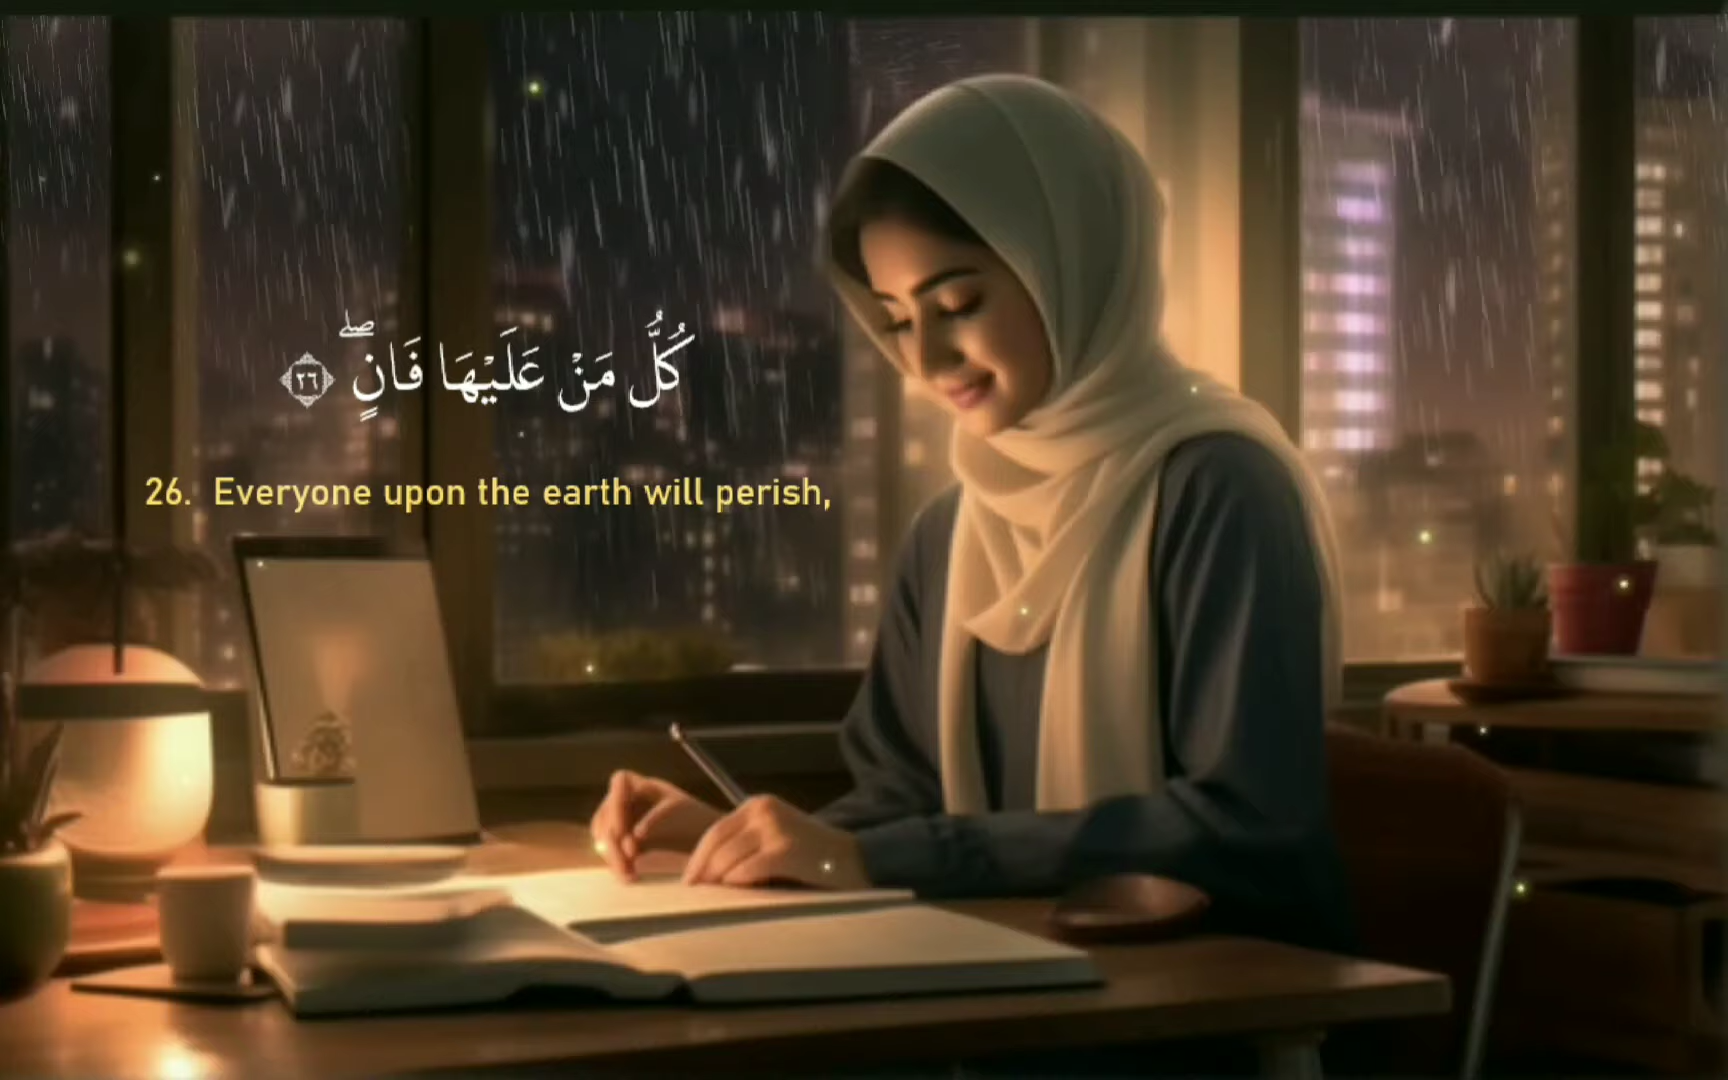 كُلُّ مَنْ عَلَيْهَا فَانٍ ۖ ٢٦
26. Everyone upon the earth will perish,